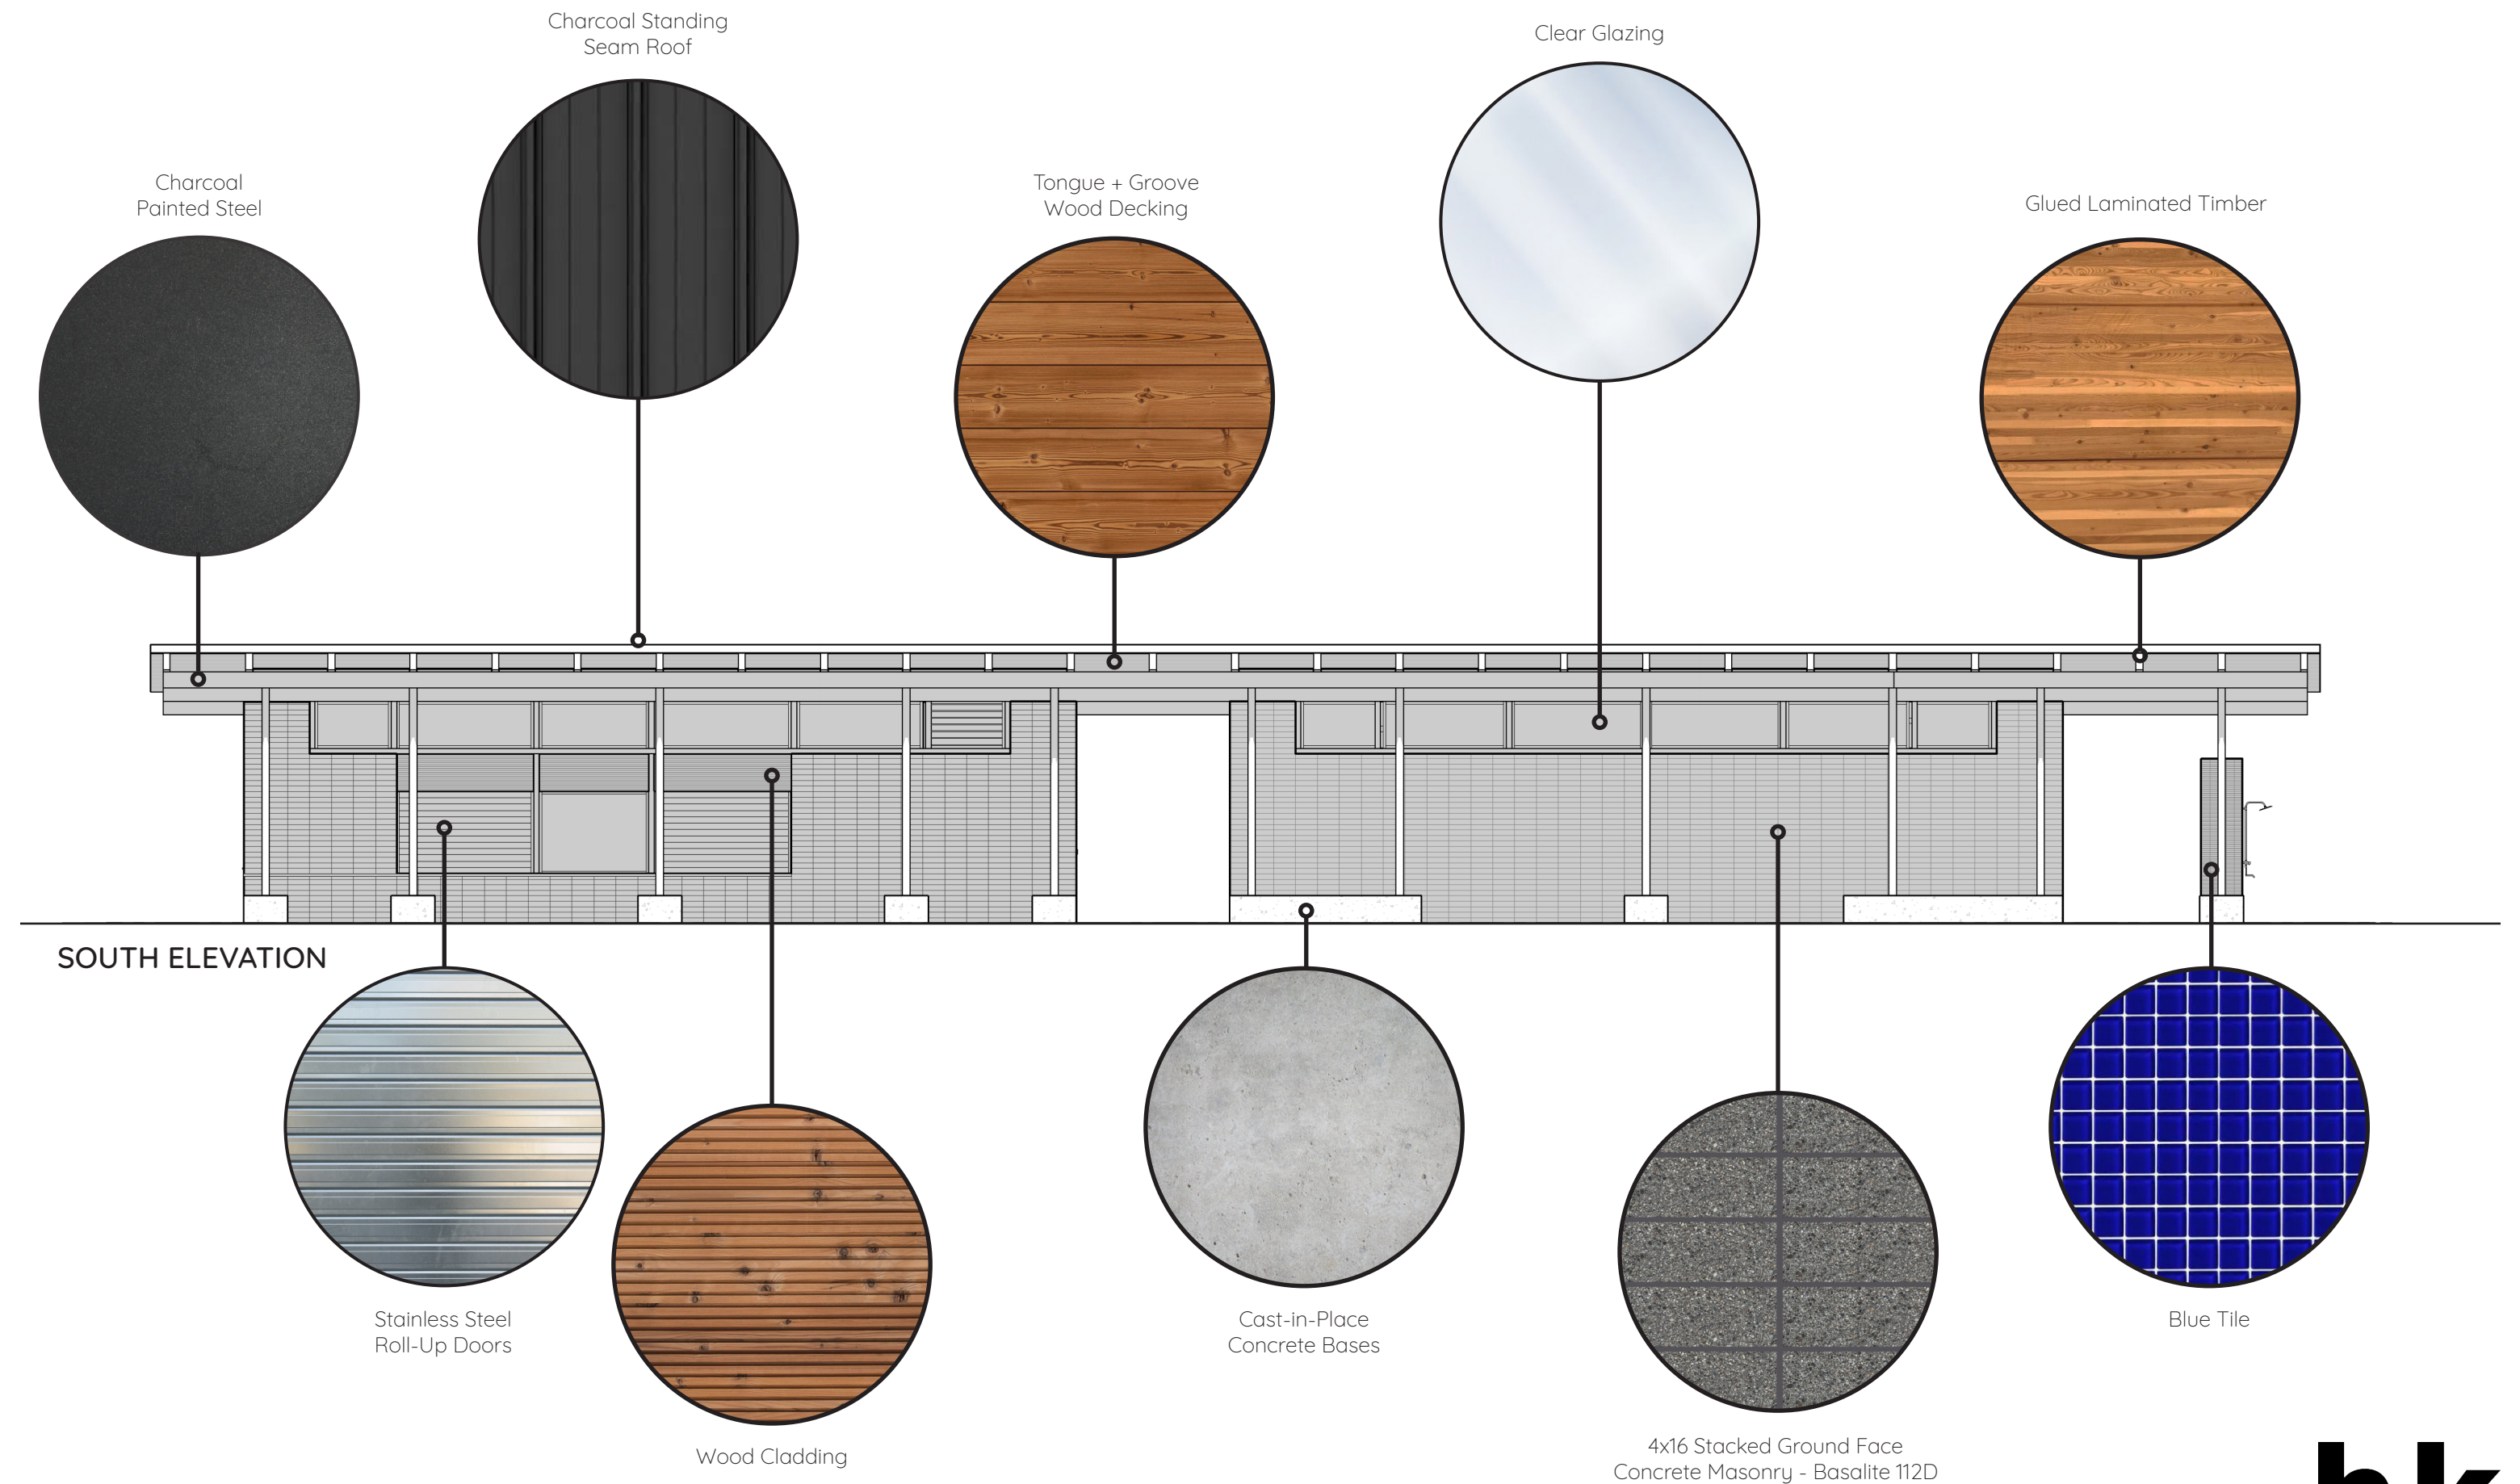 Charcoal Standing
Seam Roof
Clear Glazing
Charcoal
Painted Steel
Tongue + Groove
Wood Decking
Glued Laminated Timber
SOUTH ELEVATION
Stainless Steel
Roll-Up Doors
Wood Cladding
Cast-in-Place
Concrete Bases
4x16 Stacked Ground Face
Concrete Masonry - Basalite 112D
Blue Tile